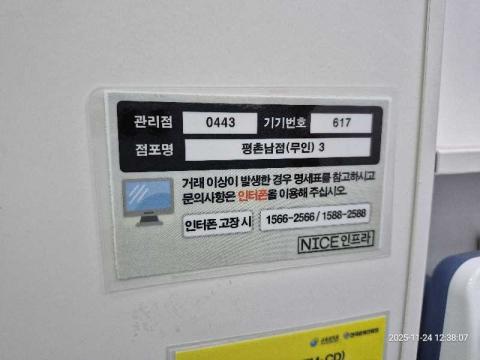 관리점 0443 기기번호 617
점포명 평촌남점(무인) 3
거래 이상이 발생한 경우 명세표를 참고하시고
문의사항은 인터폰을 이용해 주십시오.
인터폰 고장 시 1566-2566 / 1588-2588
NICE인프라
2025-11-24 12:38:07